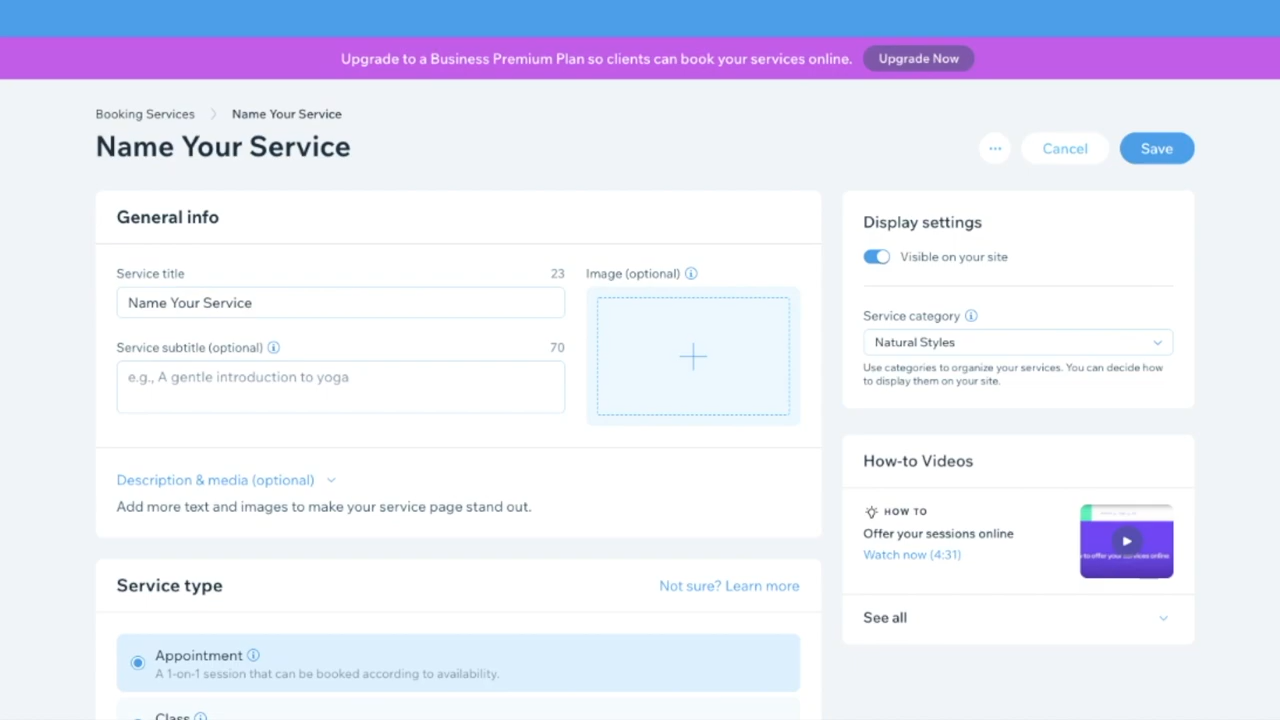 Upgrade to a Business Premium Plan so clients can book your services online. Upgrade Now
Booking Services Name Your Service
Name Your Service
... Cancel Save
General info
Service title 23
Name Your Service
Service subtitle (optional) 70
e.g., A gentle introduction to yoga
Image (optional)
Description & media (optional)
Add more text and images to make your service page stand out.
Service type Not sure? Learn more
Appointment
A 1-on-1 session that can be booked according to availability.
Class
Display settings
Visible on your site
Service category
Natural Styles
Use categories to organize your services. You can decide how
to display them on your site.
How-to Videos
HOW TO
Offer your sessions online
Watch now (4:31)
to offer your services online
See all